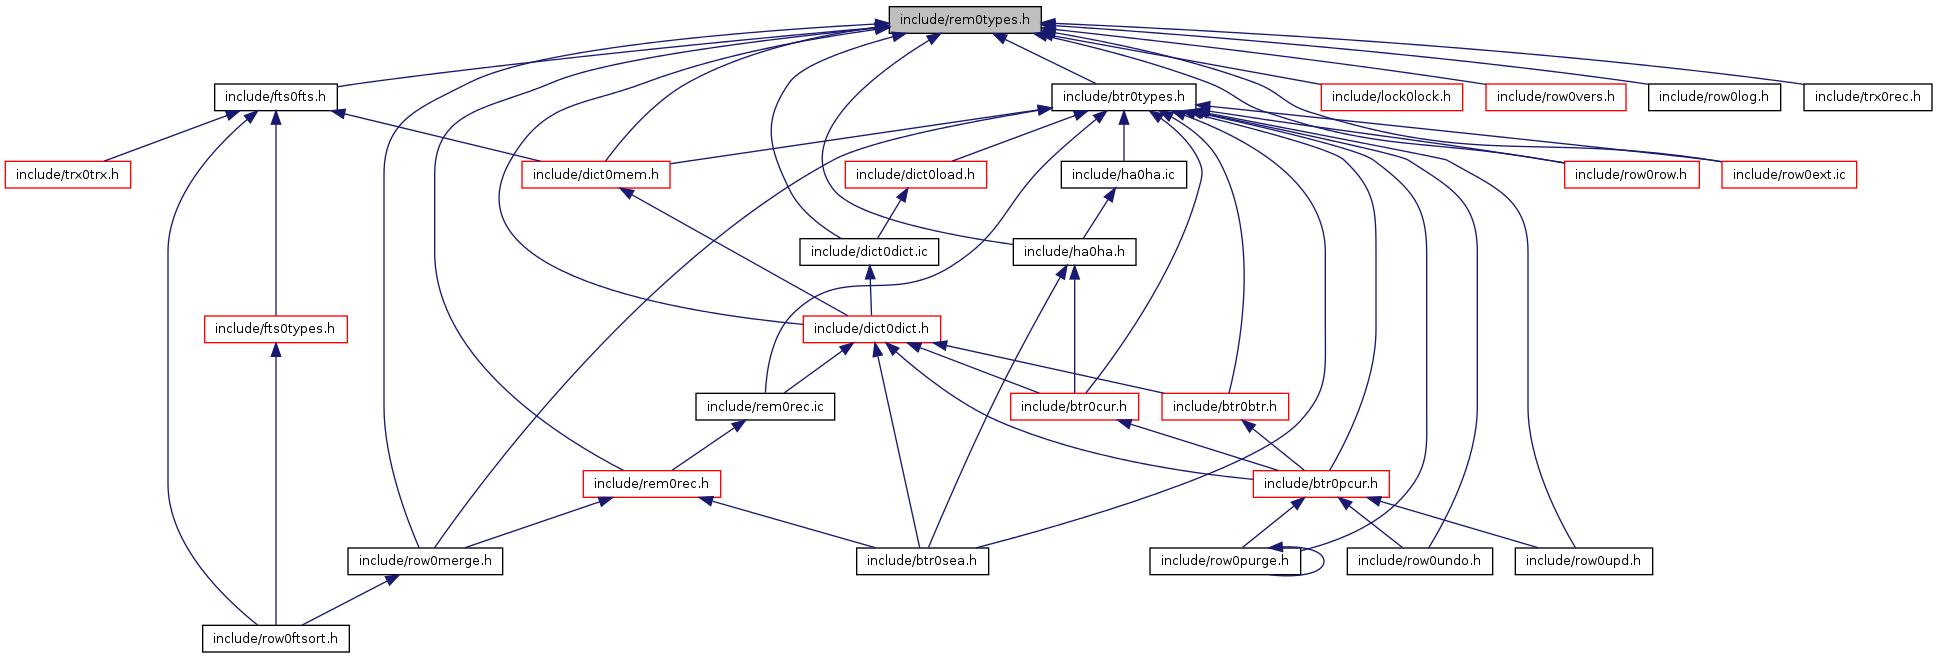 include/rem0types.h
include/fts0fts.h
include/btr0types.h
include/lock0lock.h
include/row0vers.h
include/row0log.h
include/trx0rec.h
include/trx0trx.h
include/dict0mem.h
include/dict0load.h
include/ha0ha.ic
include/row0row.h
include/row0ext.ic
include/dict0dict.ic
include/ha0ha.h
include/fts0types.h
include/dict0dict.h
include/rem0rec.ic
include/btr0cur.h
include/btr0btr.h
include/rem0rec.h
include/btr0pcur.h
include/row0merge.h
include/btr0sea.h
include/row0purge.h
include/row0undo.h
include/row0upd.h
include/row0ftsort.h